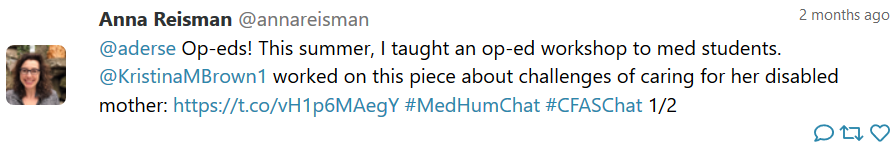 Anna Reisman @annareisman 2 months ago
@aderse Op-eds! This summer, I taught an op-ed workshop to med students.
@KristinaMBrown1 worked on this piece about challenges of caring for her disabled
mother: https://t.co/vH1p6MAegY #MedHumChat #CFASChat 1/2